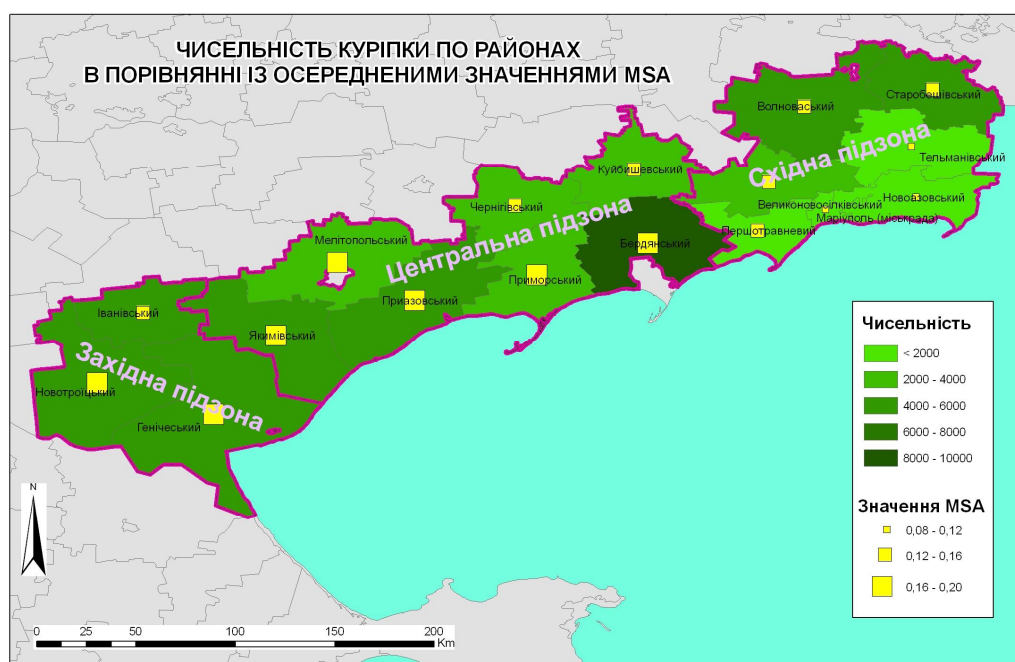 ЧИСЕЛЬНІСТЬ КУРІПКИ ПО РАЙОНАХ
В ПОРІВНЯННІ ІЗ ОСЕРЕДНЕНИМИ ЗНАЧЕННЯМИ MSA
Старобешівський
Волноваський
Східна підзона
Тельманівський
Куйбишевський
Новоазовський
Великоновосілківський
Маріуполь (міськрада)
Першотравневий
Чернігівський
Центральна підзона
Мелітопольський
Бердянський
Приморський
Приазовський
Якимівський
Іванівський
Західна підзона
Новотроїцький
Генічеський
Чисельність
< 2000
2000 - 4000
4000 - 6000
6000 - 8000
8000 - 10000
Значення MSA
0,08 - 0,12
0,12 - 0,16
0,16 - 0,20
N
0 25 50 100 150 200
Km